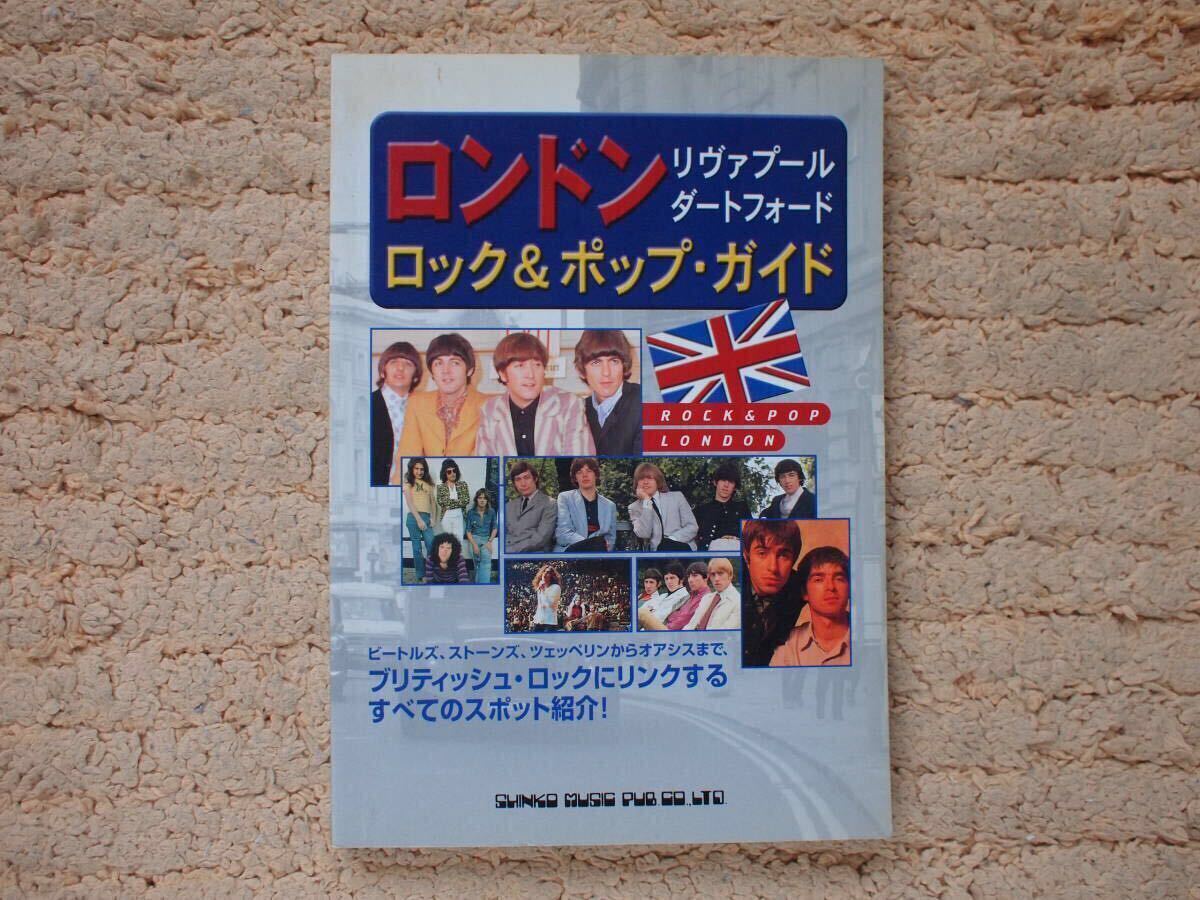 ロンドン
リヴァプール
ダートフォード
ロック&ポップ・ガイド
ROCK&POP
LONDON
ビートルズ、ストーンズ、ツェッペリンからオアシスまで、
ブリティッシュ・ロックにリンクする
すべてのスポット紹介!
SHINKO MUSIC PUB.CO.,LTD.